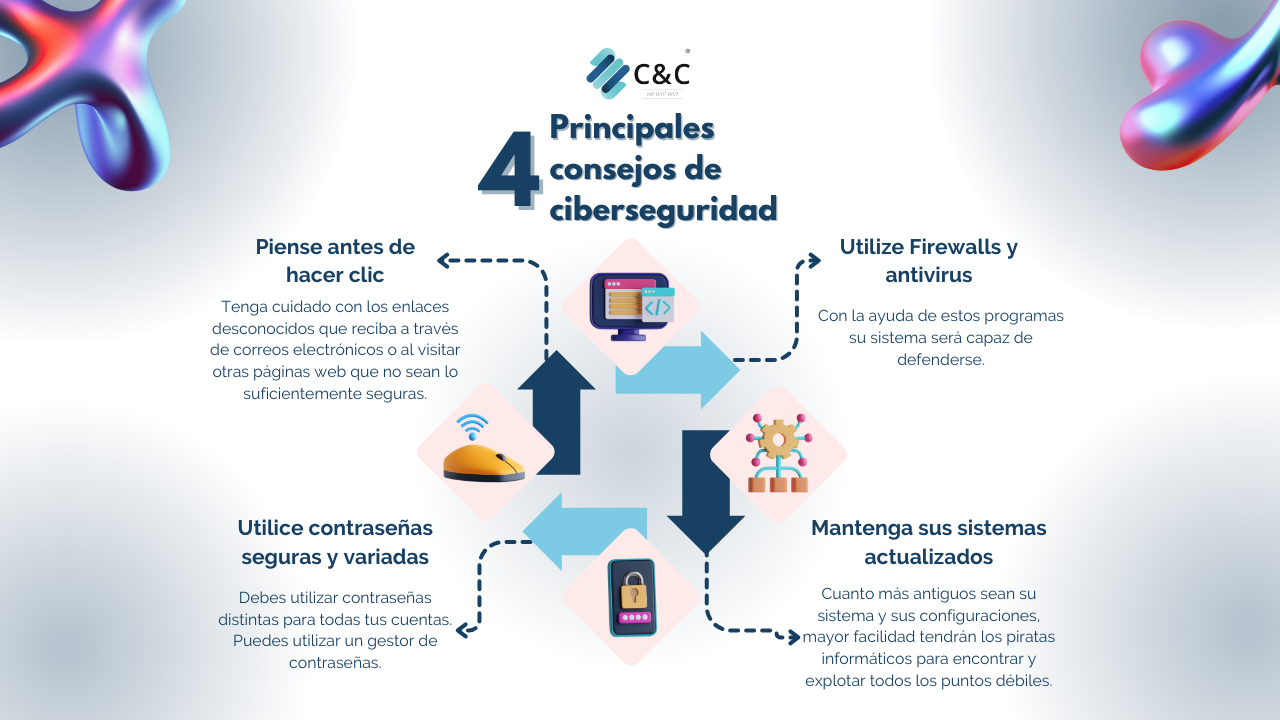 C&C
®
we will win
4
Principales
consejos de
ciberseguridad
Piense antes de
hacer clic
Tenga cuidado con los enlaces
desconocidos que reciba a través
de correos electrónicos o al visitar
otras páginas web que no sean lo
suficientemente seguras.
Utilize Firewalls y
antivirus
Con la ayuda de estos programas
su sistema será capaz de
defenderse.
</>
Utilice contraseñas
seguras y variadas
Debes utilizar contraseñas
distintas para todas tus cuentas.
Puedes utilizar un gestor de
contraseñas.
Mantenga sus sistemas
actualizados
Cuanto más antiguos sean su
sistema y sus configuraciones,
mayor facilidad tendrán los piratas
informáticos para encontrar y
explotar todos los puntos débiles.